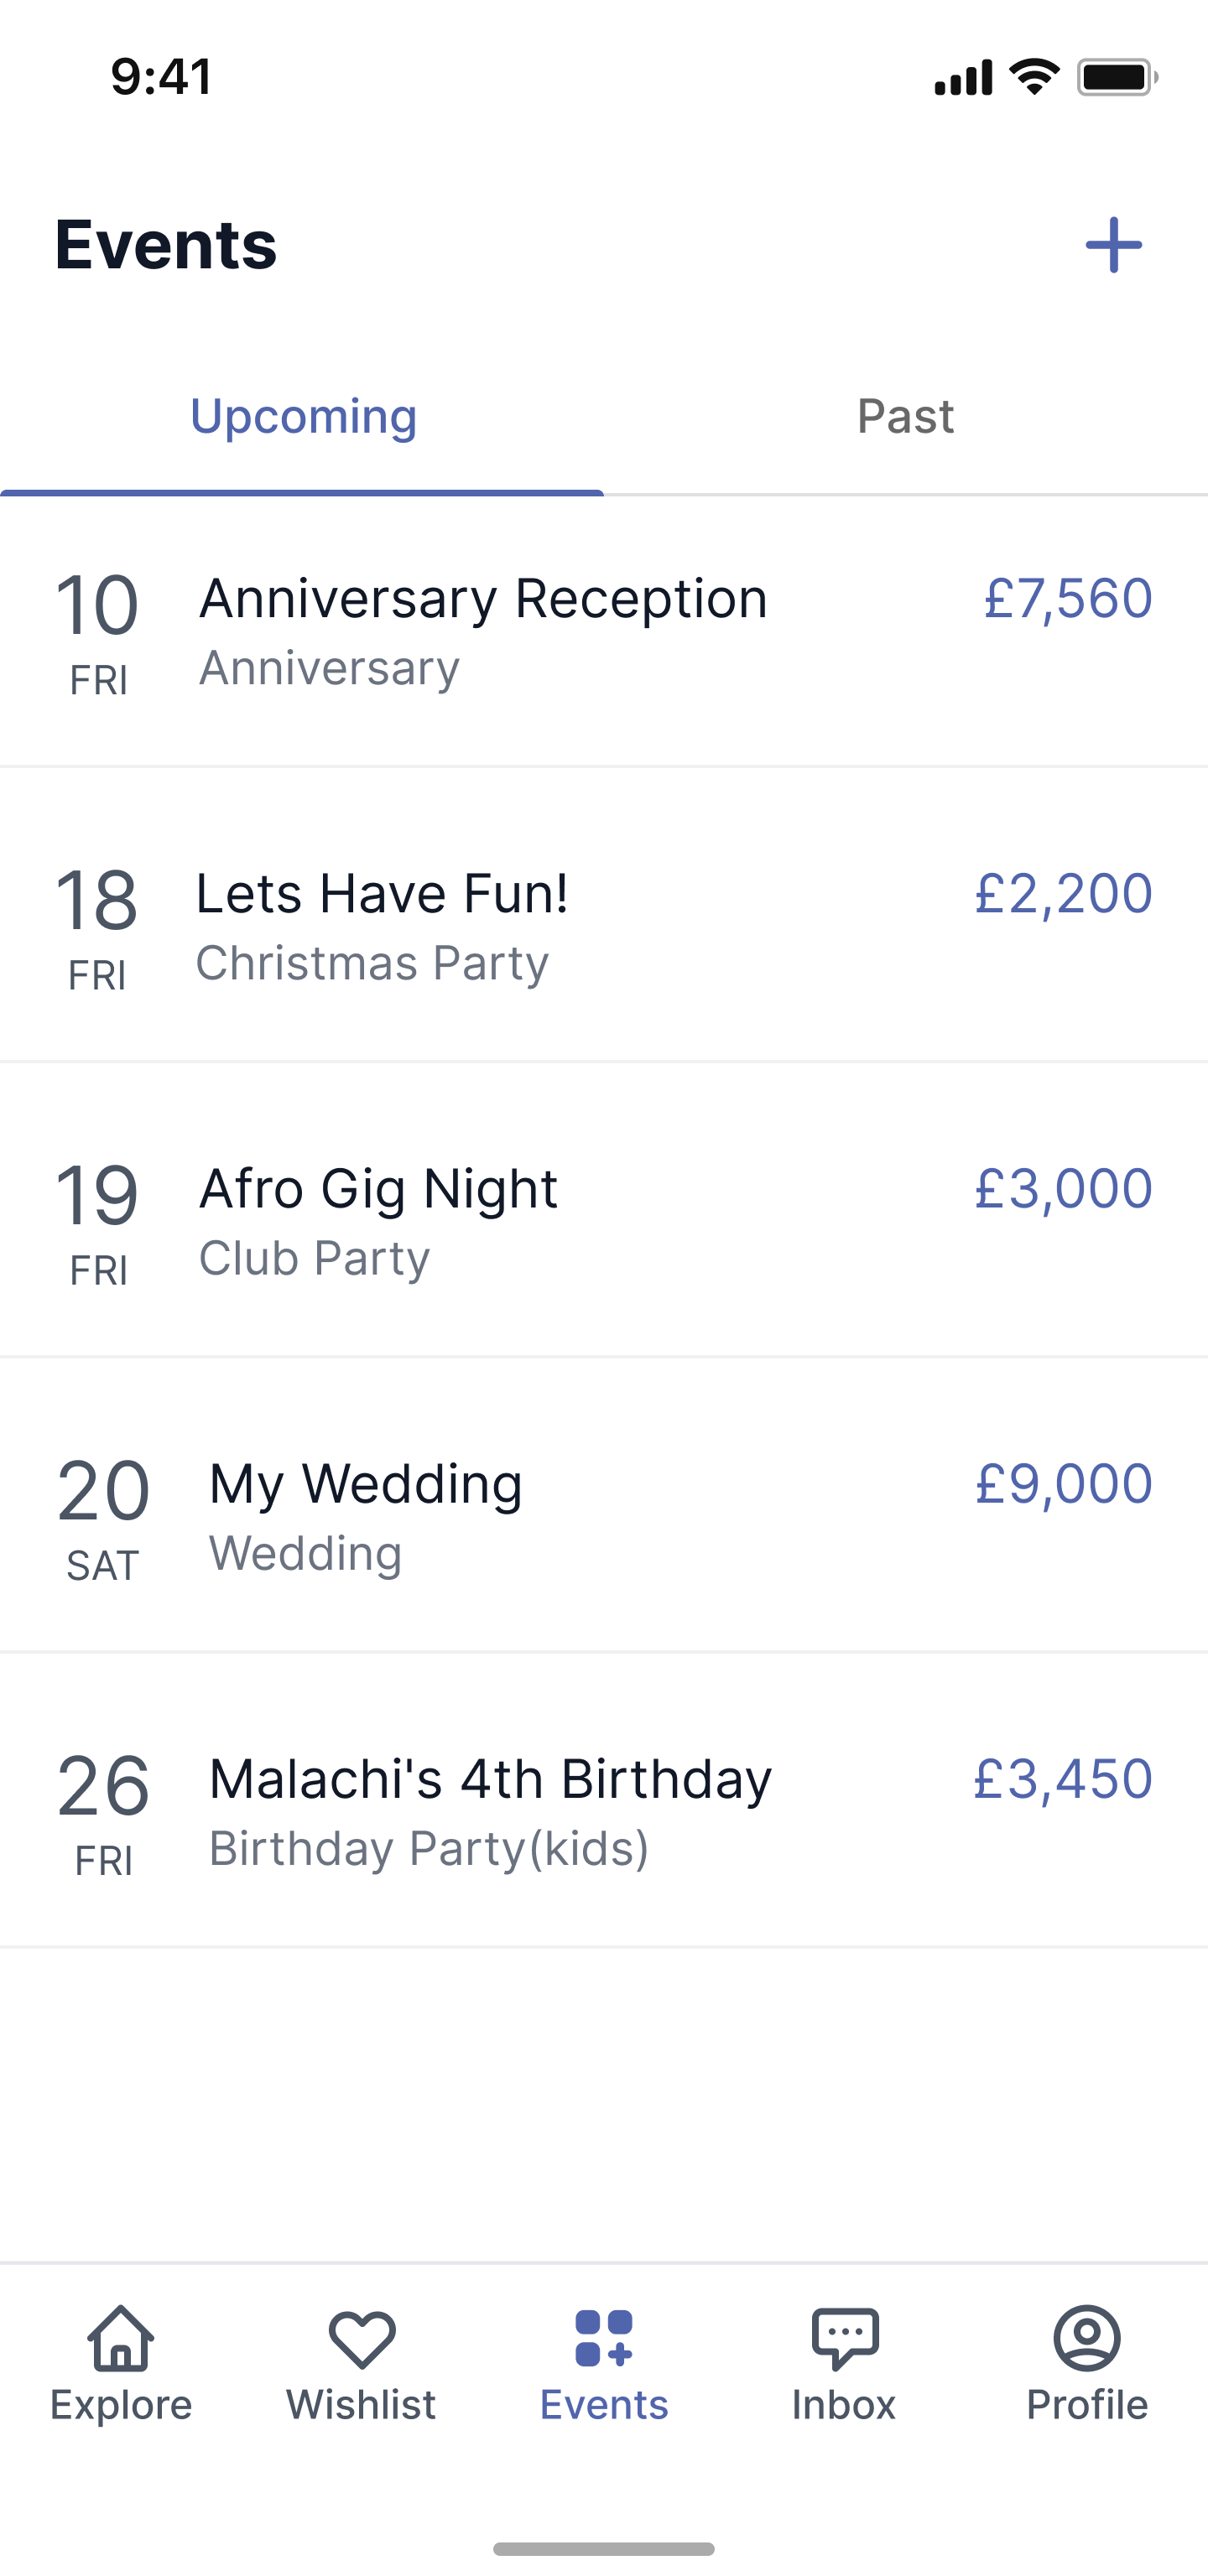 9:41
Events
Upcoming
Past
10
FRI
Anniversary Reception
Anniversary
£7,560
18
FRI
Lets Have Fun!
Christmas Party
£2,200
19
FRI
Afro Gig Night
Club Party
£3,000
20
SAT
My Wedding
Wedding
£9,000
26
FRI
Malachi's 4th Birthday
Birthday Party(kids)
£3,450
Explore
Wishlist
Events
Inbox
Profile